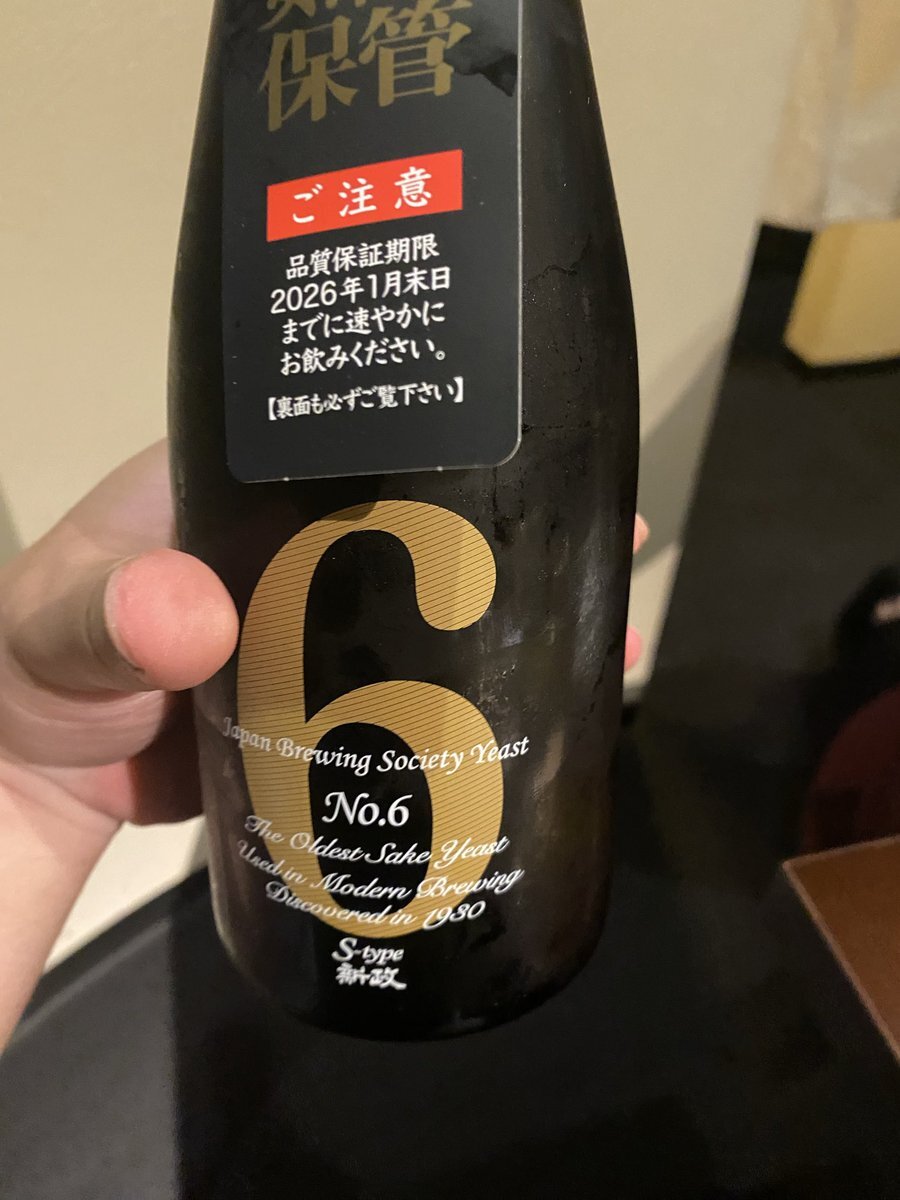 保管
ご注意
品質保証期限
2026年1月末日
までに速やかに
お飲みください。
【裏面も必ずご覧下さい】
6
Japan Brewing Society Yeast
No.6
The Oldest Sake Yeast
Used in Modern Brewing
Discovered in 1930
S-type
新政